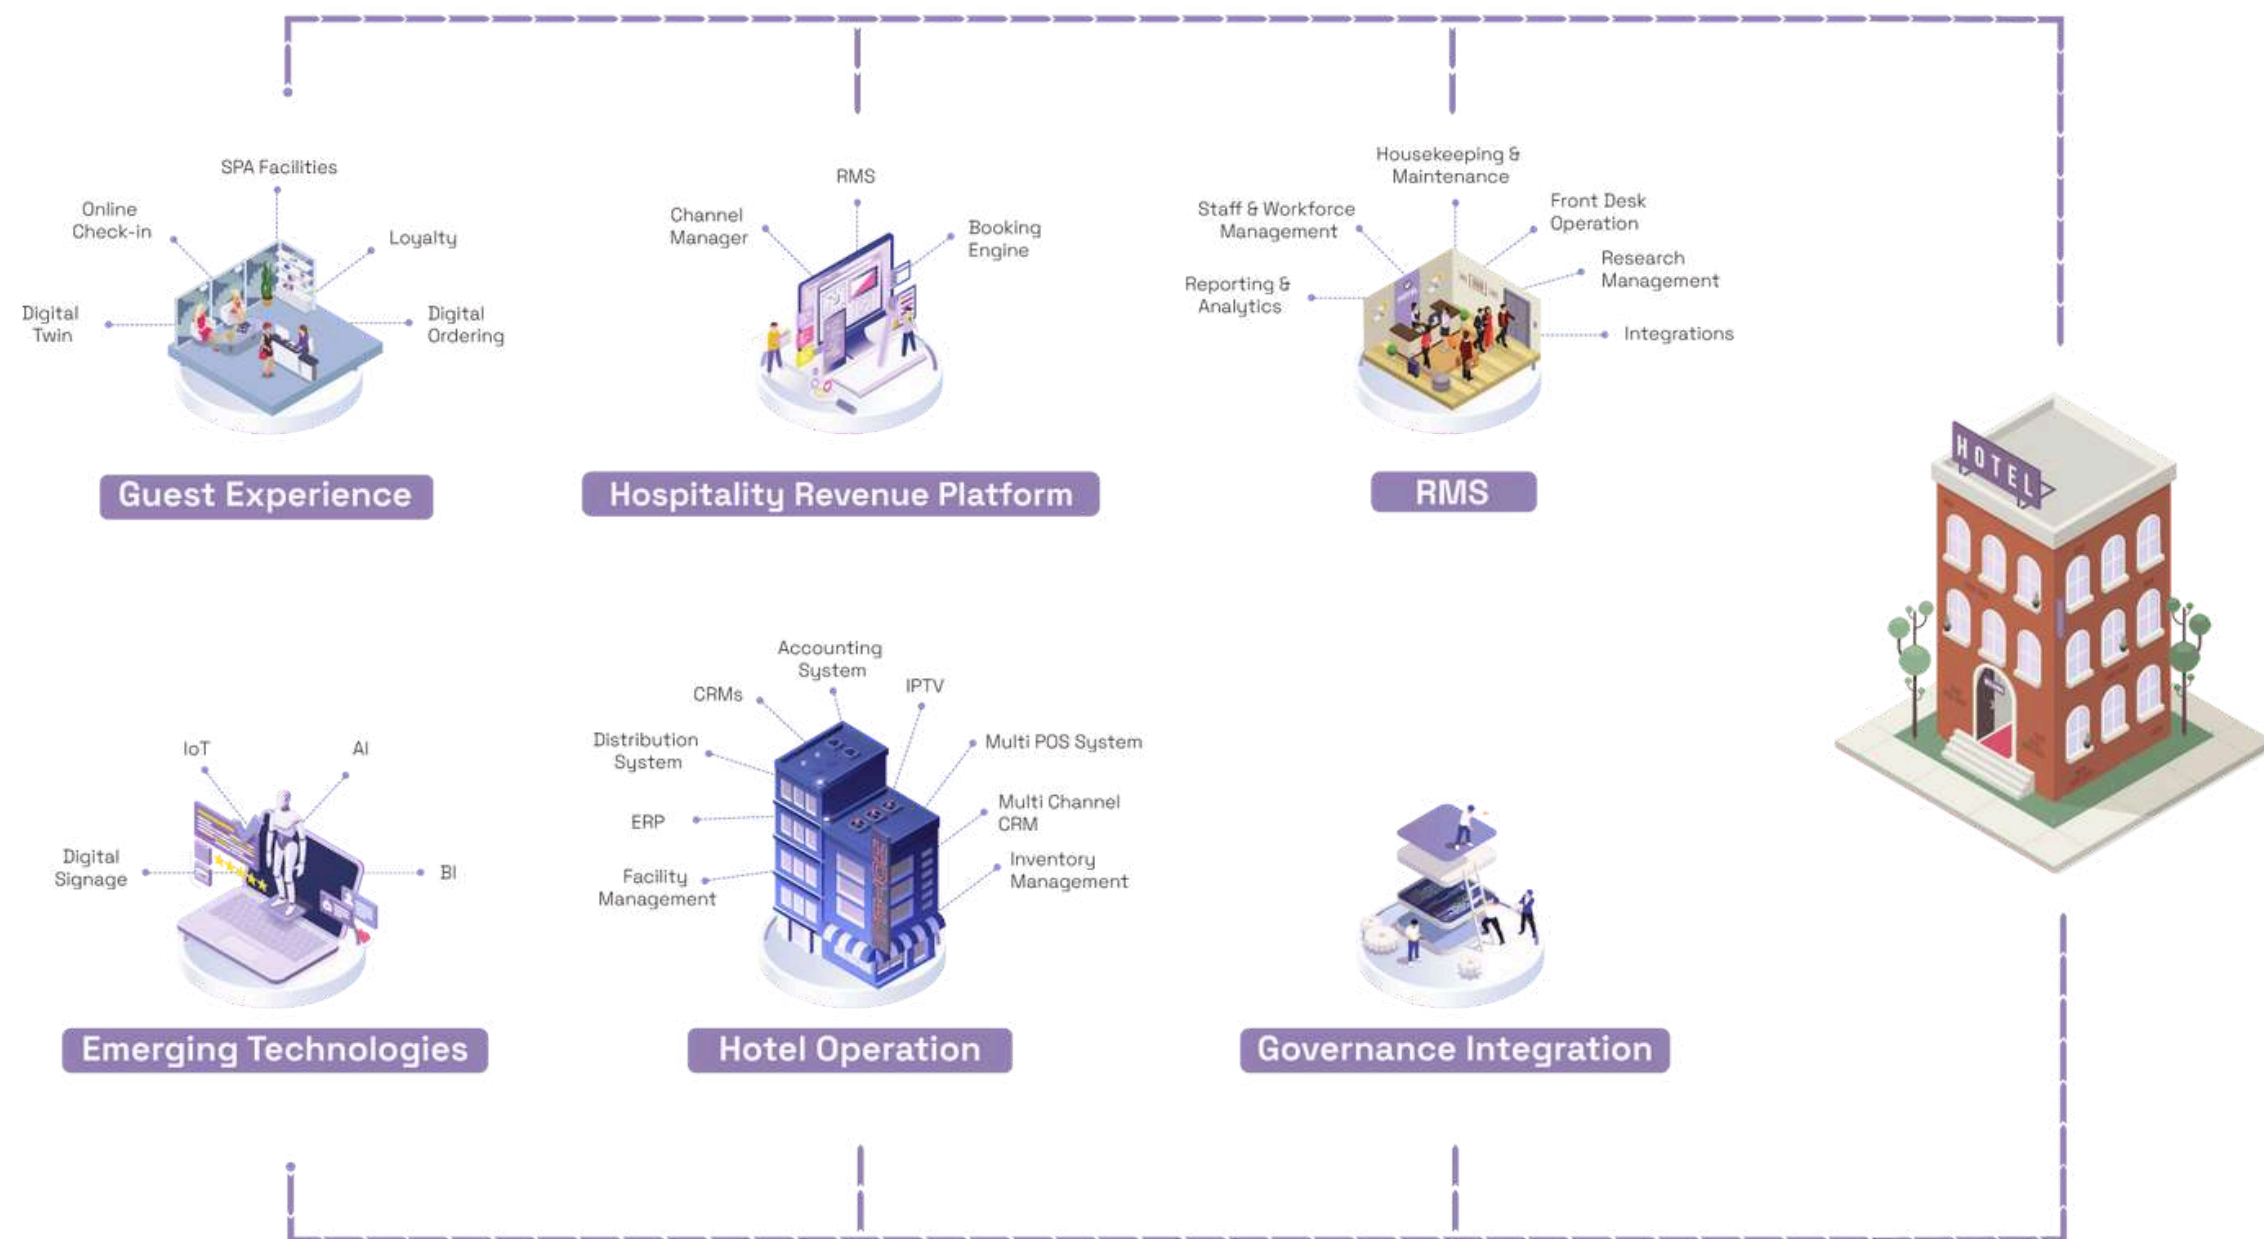 SPA Facilities
Online
Check-in
Loyalty
Digital
Twin
Digital
Ordering
Guest Experience
RMS
Channel
Manager
Booking
Engine
Hospitality Revenue Platform
Housekeeping &
Maintenance
Staff & Workforce
Management
Front Desk
Operation
Research
Management
Reporting &
Analytics
Integrations
RMS
HOTEL
IoT
AI
Digital
Signage
BI
Emerging Technologies
Accounting
System
CRMs
IPTV
Distribution
System
Multi POS System
ERP
Multi Channel
CRM
Facility
Management
Inventory
Management
Hotel Operation
Governance Integration